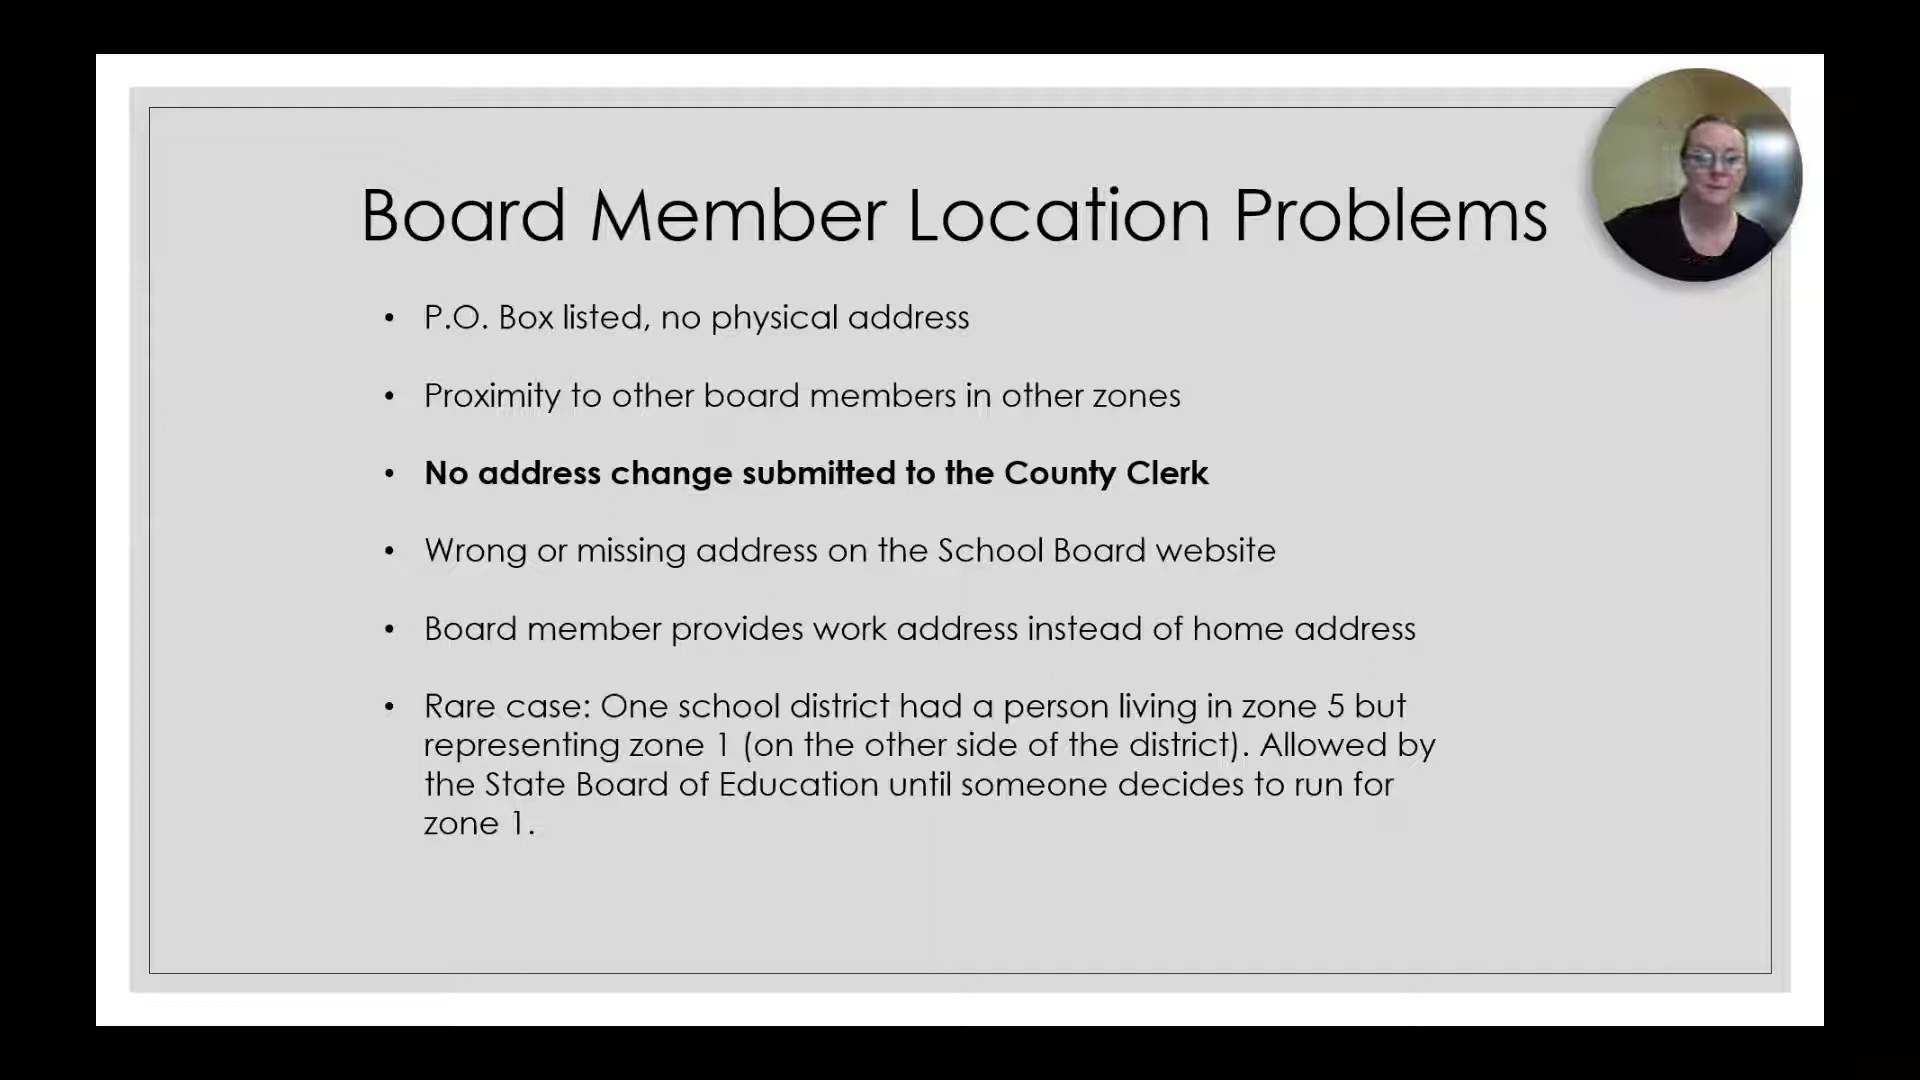 Board Member Location Problems
• P.O. Box listed, no physical address
• Proximity to other board members in other zones
• No address change submitted to the County Clerk
• Wrong or missing address on the School Board website
• Board member provides work address instead of home address
• Rare case: One school district had a person living in zone 5 but
representing zone 1 (on the other side of the district). Allowed by
the State Board of Education until someone decides to run for
zone 1.